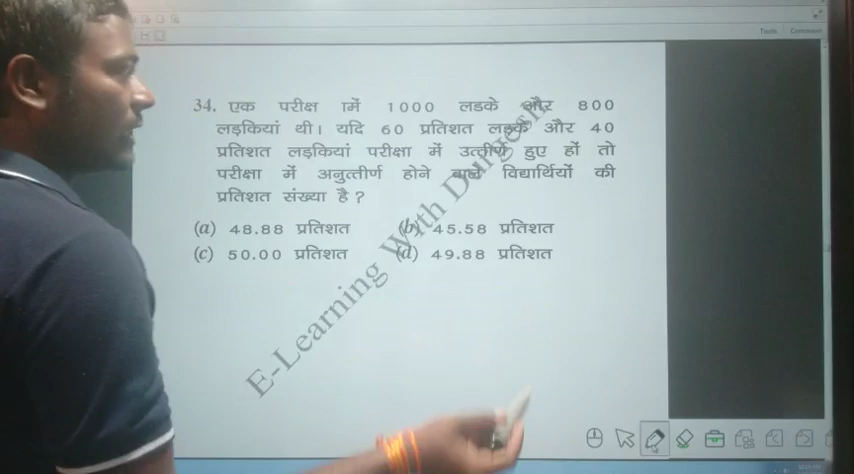 Tools Comment
34. एक परीक्ष ामें 1000 लडके और 800
लड़कियां थी। यदि 60 प्रतिशत लड़के और 40
प्रतिशत लड़कियां परीक्षा में उत्तीर्ण हुए हों तो
परीक्षा में अनुत्तीर्ण होने वाले विद्यार्थियों की
प्रतिशत संख्या है ?
(a) 48.88 प्रतिशत (b) 45.58 प्रतिशत
(c) 50.00 प्रतिशत (d) 49.88 प्रतिशत
E-Learning With Durgesh